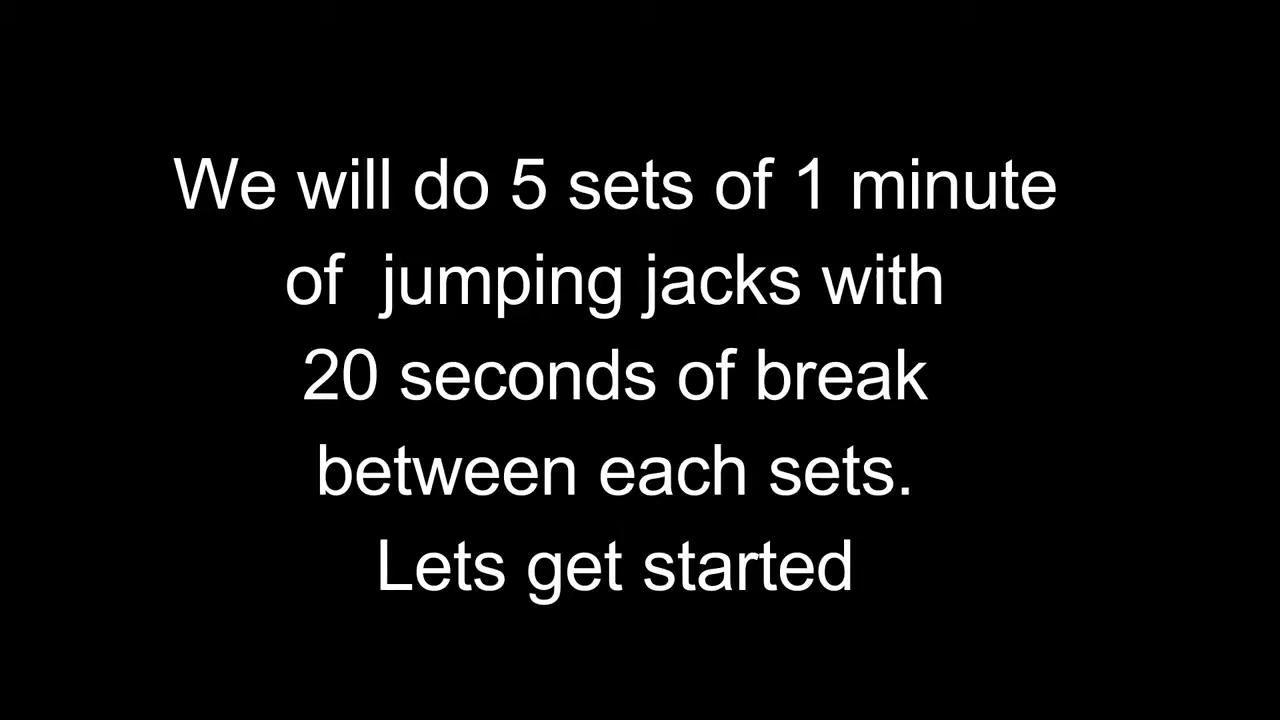 We will do 5 sets of 1 minute
of  jumping jacks with
20 seconds of break
between each sets.
Lets get started